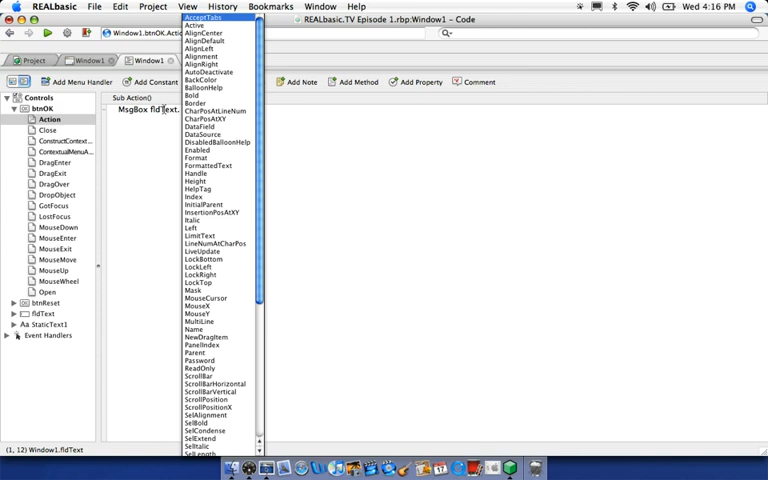 REALbasic File Edit Project View History Bookmarks Window Help Wed 4:16 PM
REALbasic.TV Episode 1.rbp:Window1 - Code
Window1.btnOK.Actio
Project Window1 Window1
Add Menu Handler Add Constant Add Note Add Method Add Property Comment
Controls
btnOK
Action
Close
ConstructContext...
ContextualMenuA...
DragEnter
DragExit
DragOver
DropObject
GotFocus
LostFocus
MouseDown
MouseEnter
MouseExit
MouseMove
MouseUp
MouseWheel
Open
btnReset
fldText
Aa StaticText1
Event Handlers
Sub Action()
MsgBox fldText.
AcceptTabs
Active
AlignCenter
AlignDefault
AlignLeft
Alignment
AlignRight
AutoDeactivate
BackColor
BalloonHelp
Bold
Border
CharPosAtLineNum
CharPosAtXY
DataField
DataSource
DisabledBalloonHelp
Enabled
Format
FormattedText
Handle
Height
HelpTag
Index
InitialParent
InsertionPosAtXY
Italic
Left
LimitText
LineNumAtCharPos
LiveUpdate
LockBottom
LockLeft
LockRight
LockTop
Mask
MouseCursor
MouseX
MouseY
MultiLine
Name
NewDragItem
PanelIndex
Parent
Password
ReadOnly
ScrollBar
ScrollBarHorizontal
ScrollBarVertical
ScrollPosition
ScrollPositionX
SelAlignment
SelBold
SelCondense
SelExtend
SelItalic
SelLength
(1, 12) Window1.fldText